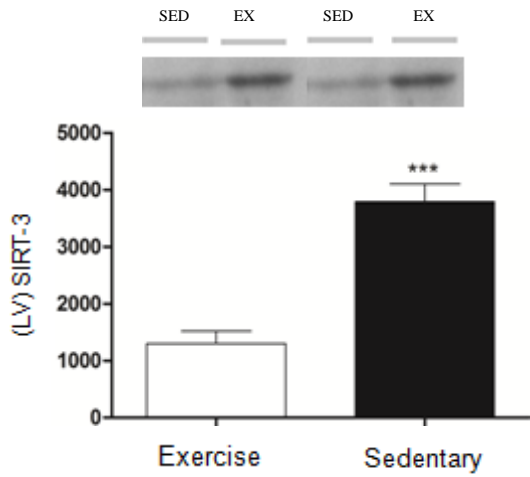 SED EX SED EX
5000
***
4000
3000
2000
1000
0
(LV) SIRT-3
Exercise Sedentary